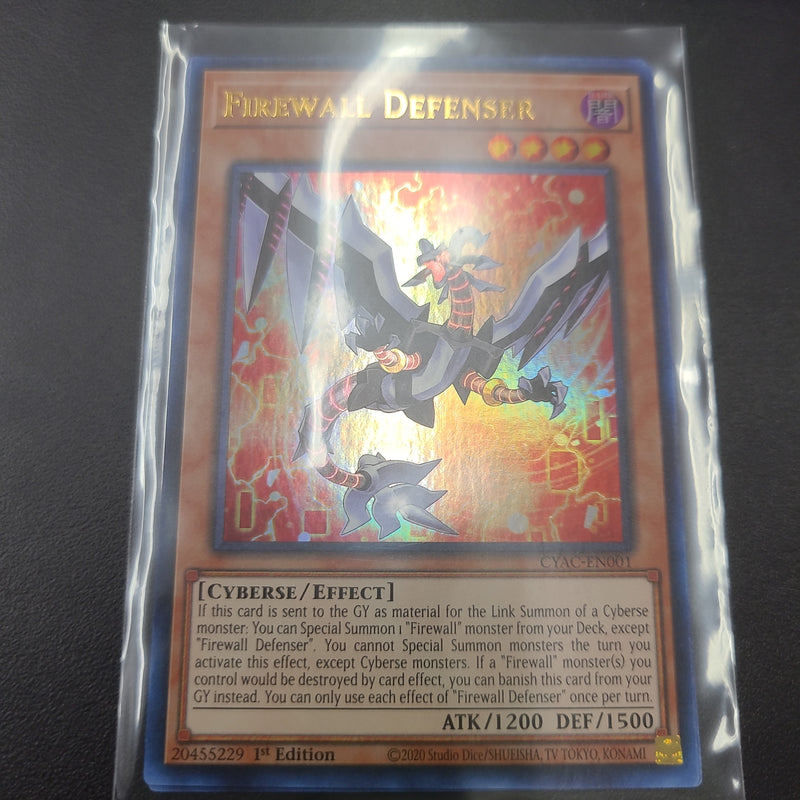 FIREWALL DEFENSER
闇
CYAC-EN001
[CYBERSE/EFFECT]
If this card is sent to the GY as material for the Link Summon of a Cyberse
monster: You can Special Summon 1 "Firewall" monster from your Deck, except
"Firewall Defenser". You cannot Special Summon monsters the turn you
activate this effect, except Cyberse monsters. If a "Firewall" monster(s) you
control would be destroyed by card effect, you can banish this card from your
GY instead. You can only use each effect of "Firewall Defenser" once per turn.
ATK/1200 DEF/1500
20455229 1st Edition ©2020 Studio Dice/SHUEISHA, TV TOKYO, KONAMI